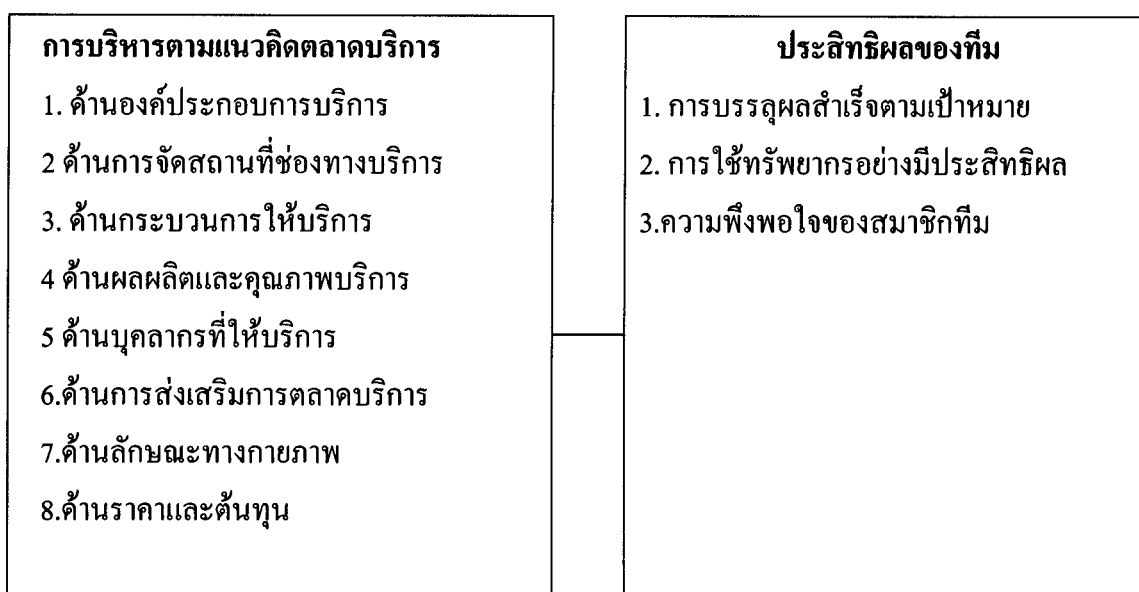 การบริหารตามแนวคิดตลาดบริการ
1. ด้านองค์ประกอบการบริการ
2 ด้านการจัดสถานที่ช่องทางบริการ
3. ด้านกระบวนการให้บริการ
4 ด้านผลผลิตและคุณภาพบริการ
5 ด้านบุคลากรที่ให้บริการ
6.ด้านการส่งเสริมการตลาดบริการ
7.ด้านลักษณะทางกายภาพ
8.ด้านราคาและต้นทุน
ประสิทธิผลของทีม
1. การบรรลุผลสำเร็จตามเป้าหมาย
2. การใช้ทรัพยากรอย่างมีประสิทธิผล
3.ความพึงพอใจของสมาชิกทีม